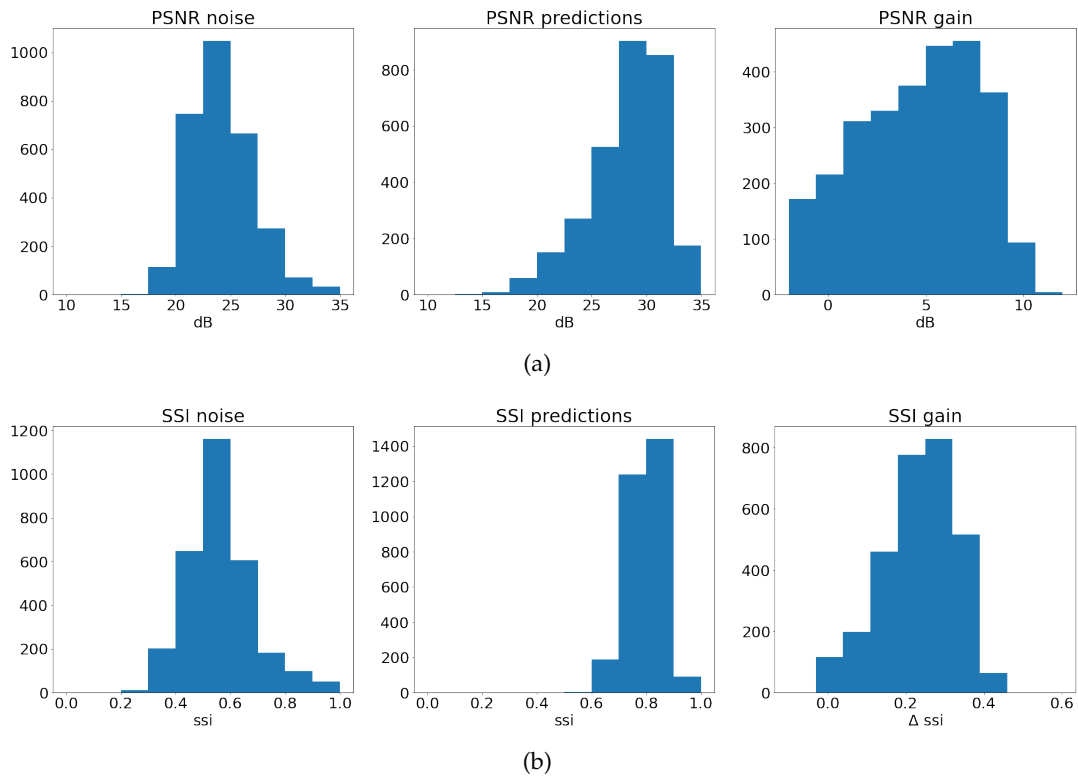 PSNR noise PSNR predictions PSNR gain
1000 800 600 400 200 0
800 600 400 200 0
400 300 200 100 0
10 15 20 25 30 35
10 15 20 25 30 35
0 5 10
dB dB dB
(a)
SSI noise SSI predictions SSI gain
1200 1000 800 600 400 200 0
1400 1200 1000 800 600 400 200 0
800 600 400 200 0
0.0 0.2 0.4 0.6 0.8 1.0
0.0 0.2 0.4 0.6 0.8 1.0
0.0 0.2 0.4 0.6
ssi ssi Δ ssi
(b)